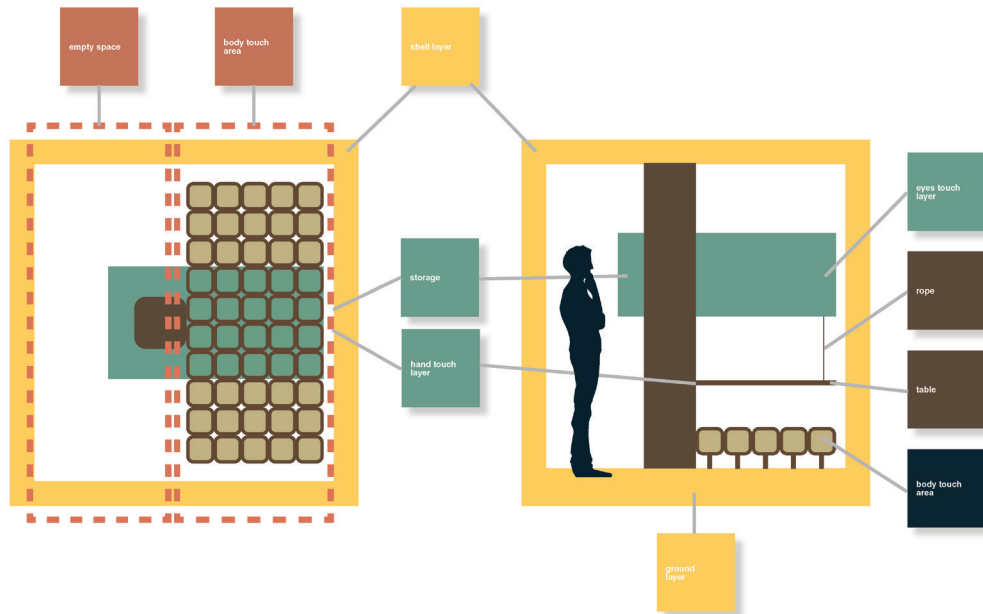 empty space
body touch
area
shell layer
eyes touch
layer
storage
rope
hand touch
layer
table
body touch
area
ground
layer